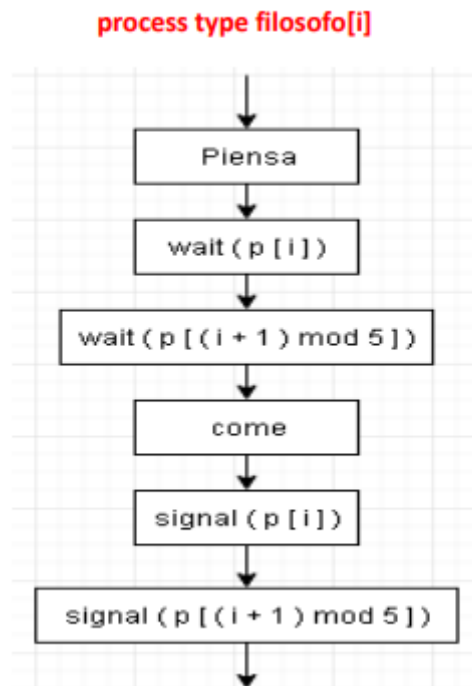 process type filosofo[i]
Piensa
wait ( p [ i ] )
wait ( p [ ( i + 1 ) mod 5 ] )
come
signal ( p [ i ] )
signal ( p [ ( i + 1 ) mod 5 ] )